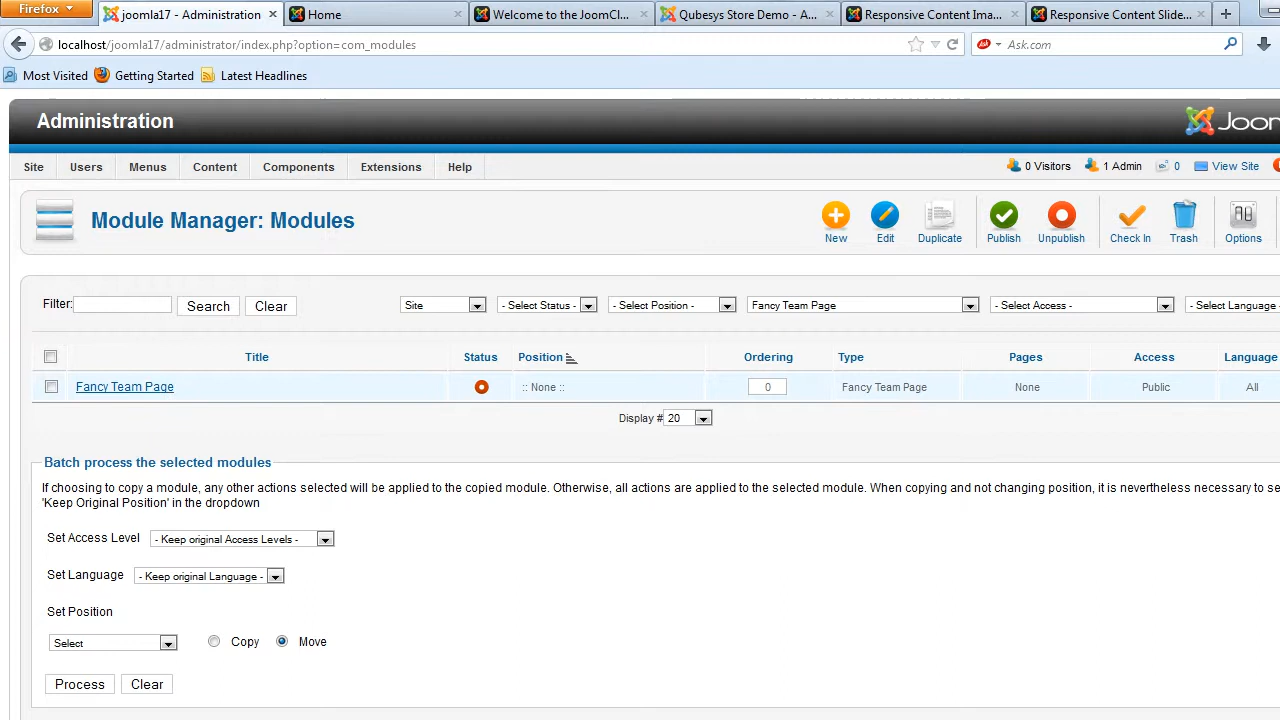 Firefox
joomla17 - Administration
Home
Welcome to the JoomCl...
Qubesys Store Demo - A...
Responsive Content Ima...
Responsive Content Slide...
localhost/joomla17/administrator/index.php?option=com_modules
Ask.com
Most Visited
Getting Started
Latest Headlines
Administration
Joom
Site
Users
Menus
Content
Components
Extensions
Help
0 Visitors
1 Admin
0
View Site
Module Manager: Modules
New
Edit
Duplicate
Publish
Unpublish
Check In
Trash
Options
Filter:
Search
Clear
Site
- Select Status -
- Select Position -
Fancy Team Page
- Select Access -
- Select Language
Title
Status
Position
Ordering
Type
Pages
Access
Language
Fancy Team Page
:: None ::
0
Fancy Team Page
None
Public
All
Display # 20
Batch process the selected modules
If choosing to copy a module, any other actions selected will be applied to the copied module. Otherwise, all actions are applied to the selected module. When copying and not changing position, it is nevertheless necessary to se
'Keep Original Position' in the dropdown
Set Access Level
- Keep original Access Levels -
Set Language
- Keep original Language -
Set Position
Select
Copy
Move
Process
Clear